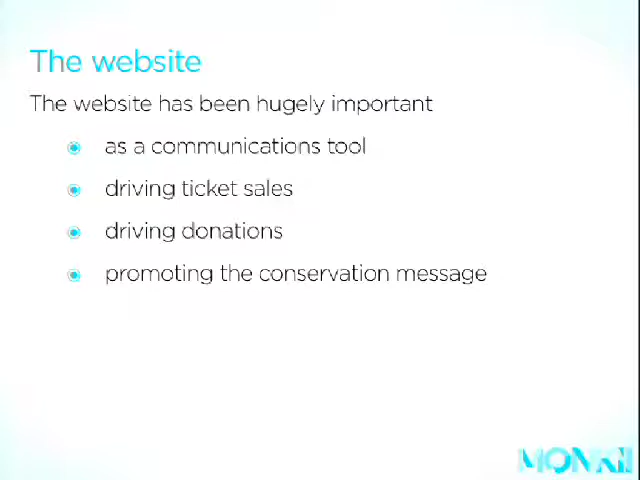 The website
The website has been hugely important
as a communications tool
driving ticket sales
driving donations
promoting the conservation message
MONKII